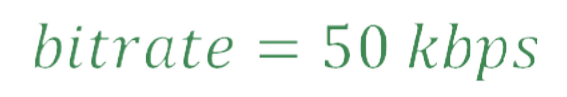 bitrate = 50 kbps